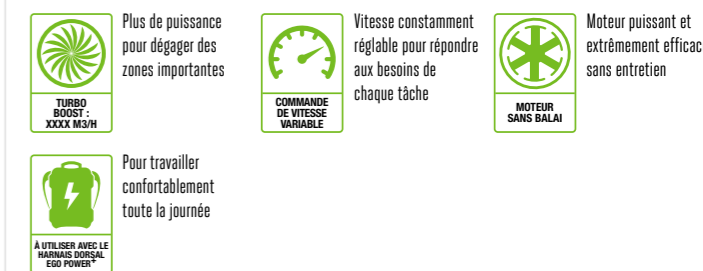 Plus de puissance
pour dégager des
zones importantes
TURBO
BOOST :
XXXX M3/H
Vitesse constamment
réglable pour répondre
aux besoins de
chaque tâche
COMMANDE
DE VITESSE
VARIABLE
Moteur puissant et
extrêmement efficac
sans entretien
MOTEUR
SANS BALAI
Pour travailler
confortablement
toute la journée
À UTILISER AVEC LE
HARNAIS DORSAL
EGO POWER+